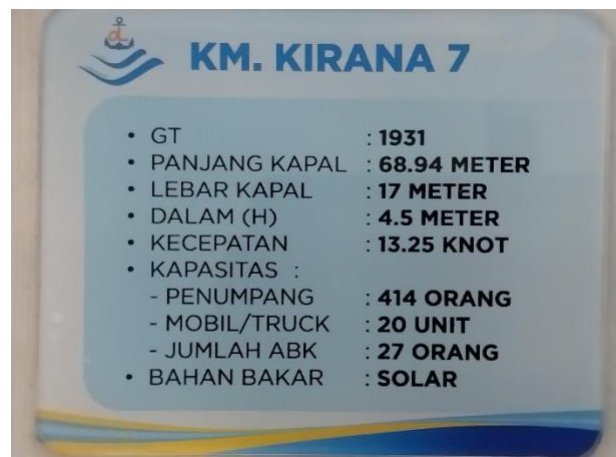 KM. KIRANA 7
• GT : 1931
• PANJANG KAPAL : 68.94 METER
• LEBAR KAPAL : 17 METER
• DALAM (H) : 4.5 METER
• KECEPATAN : 13.25 KNOT
• KAPASITAS :
- PENUMPANG : 414 ORANG
- MOBIL/TRUCK : 20 UNIT
- JUMLAH ABK : 27 ORANG
• BAHAN BAKAR : SOLAR